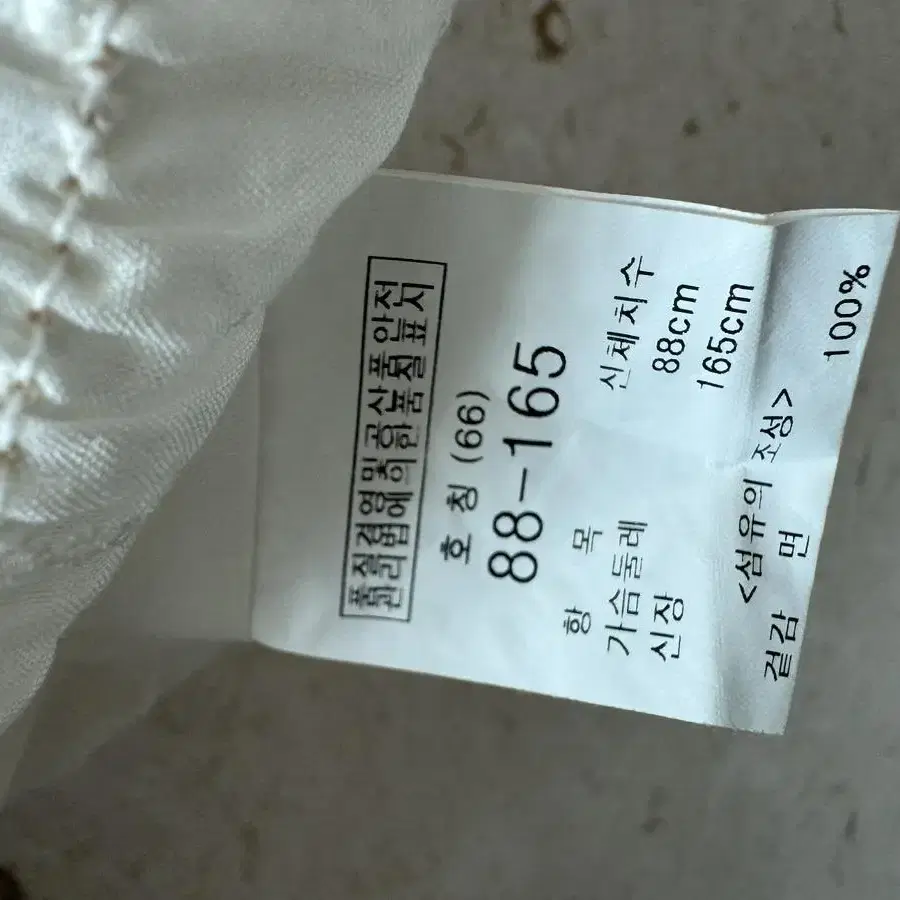 품질경영 및 공산품안전
관리법에 의한 품질표시
호 칭 (66)
88-165
항 목 신체치수
가슴둘레 88cm
신장 165cm
<섬유의 조성>
겉감 면 100%